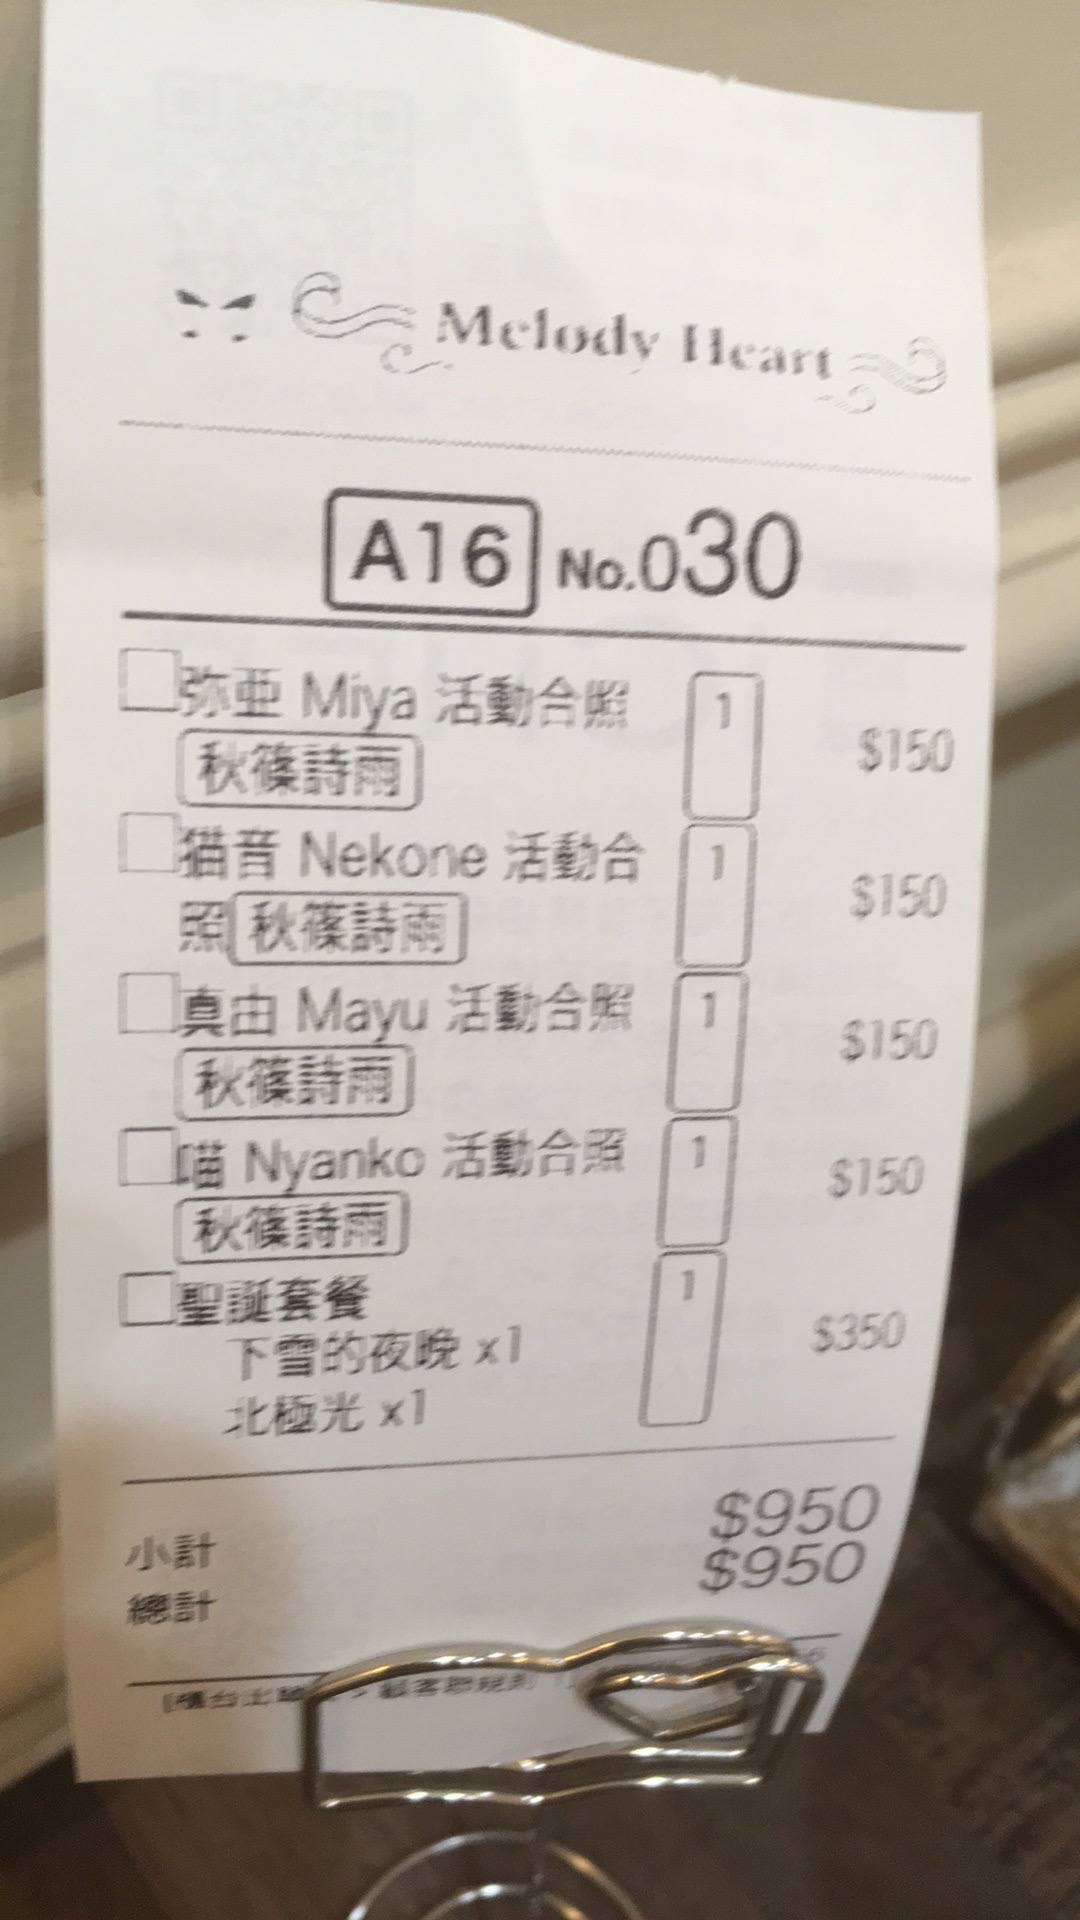 Melody Heart
A16 No.030
弥亜 Miya 活動合照 1 $150
秋篠詩雨
猫音 Nekone 活動合 1 $150
照 秋篠詩雨
真由 Mayu 活動合照 1 $150
秋篠詩雨
喵 Nyanko 活動合照 1 $150
秋篠詩雨
聖誕套餐 1 $350
下雪的夜晚 x1
北極光 x1
小計 $950
總計 $950